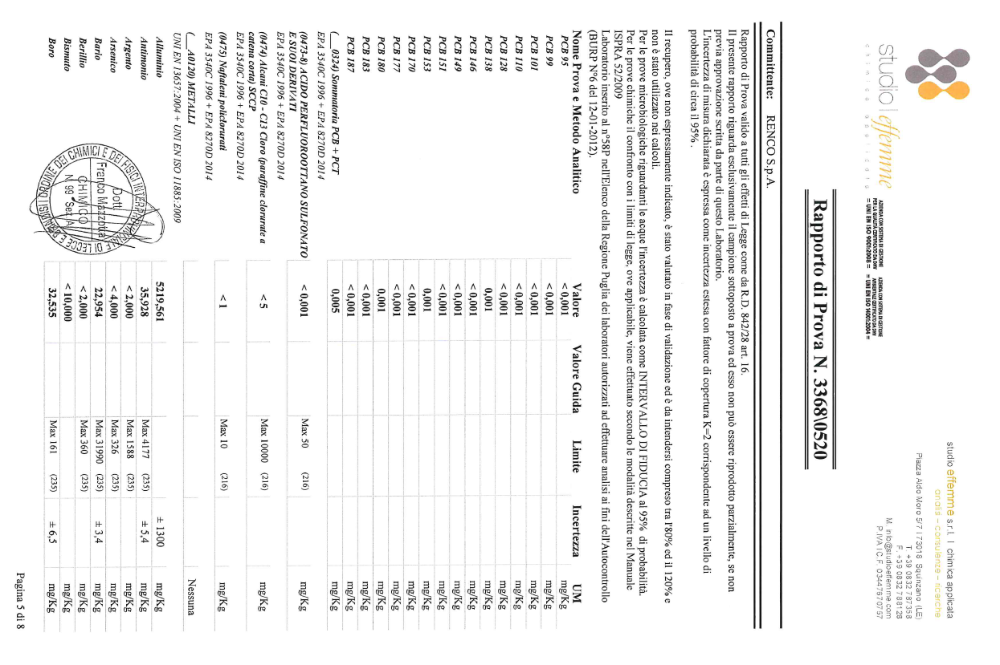 studio effemme
chimica applicata
AZIENDA CON SISTEMA DI GESTIONE
PER LA QUALITÀ CERTIFICATO DA DNV
= UNI EN ISO 9001:2008 =
AZIENDA CON SISTEMA DI GESTIONE
AMBIENTALE CERTIFICATO DA DNV
= UNI EN ISO 14001:2004 =
studio effemme s.r.l. | chimica applicata
analisi – consulenze – ricerche
Piazza Aldo Moro 5/7 I 73018 Squinzano (LE)
T. +39 0832 787358
F. +39 0832 788128
M. info@studioeffemme.com
P.IVA I C.F. 03447670757
Rapporto di Prova N. 3368\0520
Committente: RENCO S.p.A.
Rapporto di Prova valido a tutti gli effetti di Legge come da R.D. 842/28 art. 16.
Il presente rapporto riguarda esclusivamente il campione sottoposto a prova ed esso non può essere riprodotto parzialmente, se non
previa approvazione scritta da parte di questo Laboratorio.
L'incertezza di misura dichiarata è espressa come incertezza estesa con fattore di copertura K=2 corrispondente ad un livello di
probabilità di circa il 95% .
Il recupero, ove non espressamente indicato, è stato valutato in fase di validazione ed è da intendersi compreso tra l'80% ed il 120% e
non è stato utilizzato nei calcoli.
Per le prove microbiologiche riguardanti le acque l'incertezza è calcolata come INTERVALLO DI FIDUCIA al 95% di probabilità.
Per le prove chimiche il confronto con i limiti di legge, ove applicabile, viene effettuato secondo le modalità descritte nel Manuale
ISPRA 52/2009
Laboratorio inserito al n°58P nell'Elenco della Regione Puglia dei laboratori autorizzati ad effettuare analisi ai fini dell'Autocontrollo
(BURP N°6 del 12-01-2012).
Nome Prova e Metodo Analitico Valore Valore Guida Limite Incertezza UM
PCB 95 < 0,001 mg/Kg
PCB 99 < 0,001 mg/Kg
PCB 101 < 0,001 mg/Kg
PCB 110 < 0,001 mg/Kg
PCB 128 < 0,001 mg/Kg
PCB 138 0,001 mg/Kg
PCB 146 < 0,001 mg/Kg
PCB 149 < 0,001 mg/Kg
PCB 151 < 0,001 mg/Kg
PCB 153 0,001 mg/Kg
PCB 170 < 0,001 mg/Kg
PCB 177 < 0,001 mg/Kg
PCB 180 0,001 mg/Kg
PCB 183 < 0,001 mg/Kg
PCB 187 < 0,001 mg/Kg
(__0324) Sommatoria PCB + PCT 0,005 mg/Kg
EPA 3540C 1996 + EPA 8270D 2014
(0473-8) ACIDO PERFLUOROOTTANO SULFONATO < 0,001 Max 50 (216) mg/Kg
E SUOI DERIVATI
EPA 3540C 1996 + EPA 8270D 2014
(0474) Alcani C10 - C13 Cloro (paraffine clorurate a < 5 Max 10000 (216) mg/Kg
catena corta) SCCP
EPA 3540C 1996 + EPA 8270D 2014
(0475) Naftaleni policlorurati < 1 Max 10 (216) mg/Kg
EPA 3540C 1996 + EPA 8270D 2014
(__A0120) METALLI Nessuna
UNI EN 13657:2004 + UNI EN ISO 11885:2009
Alluminio 5219,561 ± 1300 mg/Kg
Antimonio 35,928 Max 4177 (235) ± 5,4 mg/Kg
Argento < 2,000 Max 1588 (235) mg/Kg
Arsenico < 4,000 Max 326 (235) mg/Kg
Bario 22,954 Max 31990 (235) ± 3,4 mg/Kg
Berillio < 2,000 Max 360 (235) mg/Kg
Bismuto < 10,000 mg/Kg
Boro 32,535 Max 161 (235) ± 6,5 mg/Kg
Dott.
Franco Mazzotta
CHIMICO
N 99 Sez. A
Pagina 5 di 8